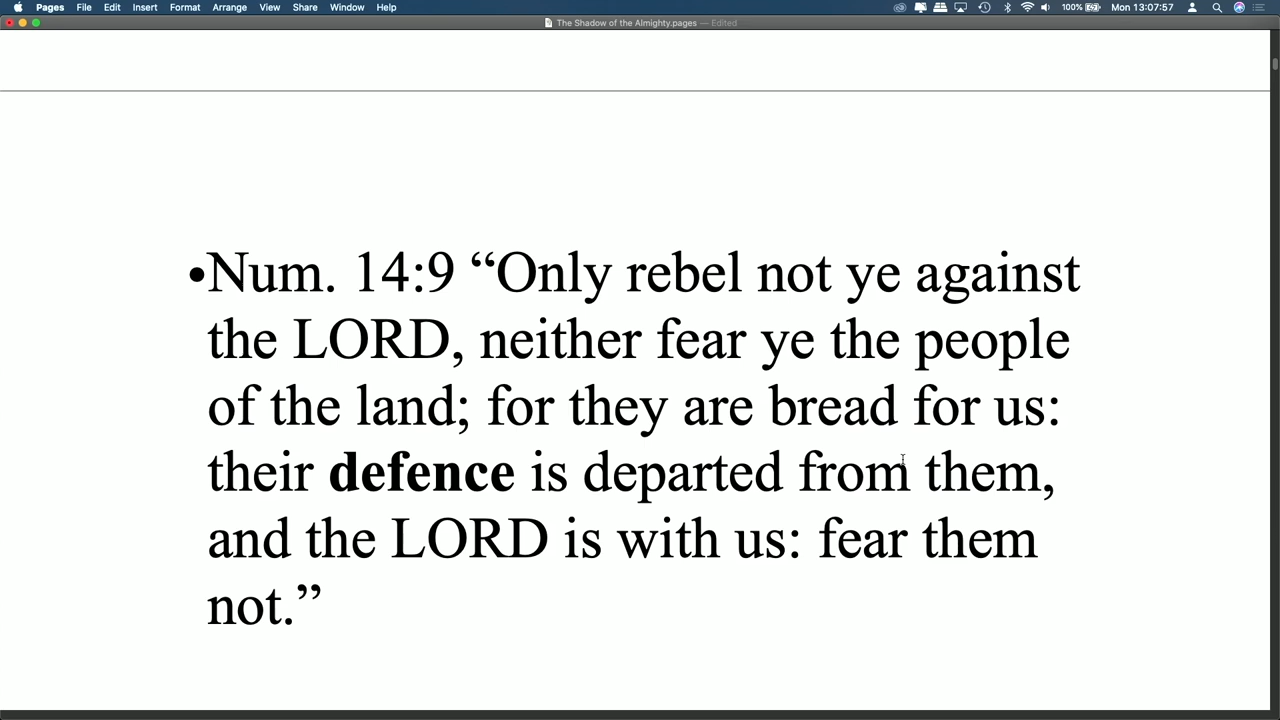 Pages File Edit Insert Format Arrange View Share Window Help 100% Mon 13:07:57
The Shadow of the Almighty.pages — Edited
•Num. 14:9 “Only rebel not ye against
the LORD, neither fear ye the people
of the land; for they are bread for us:
their defence is departed from them,
and the LORD is with us: fear them
not.”